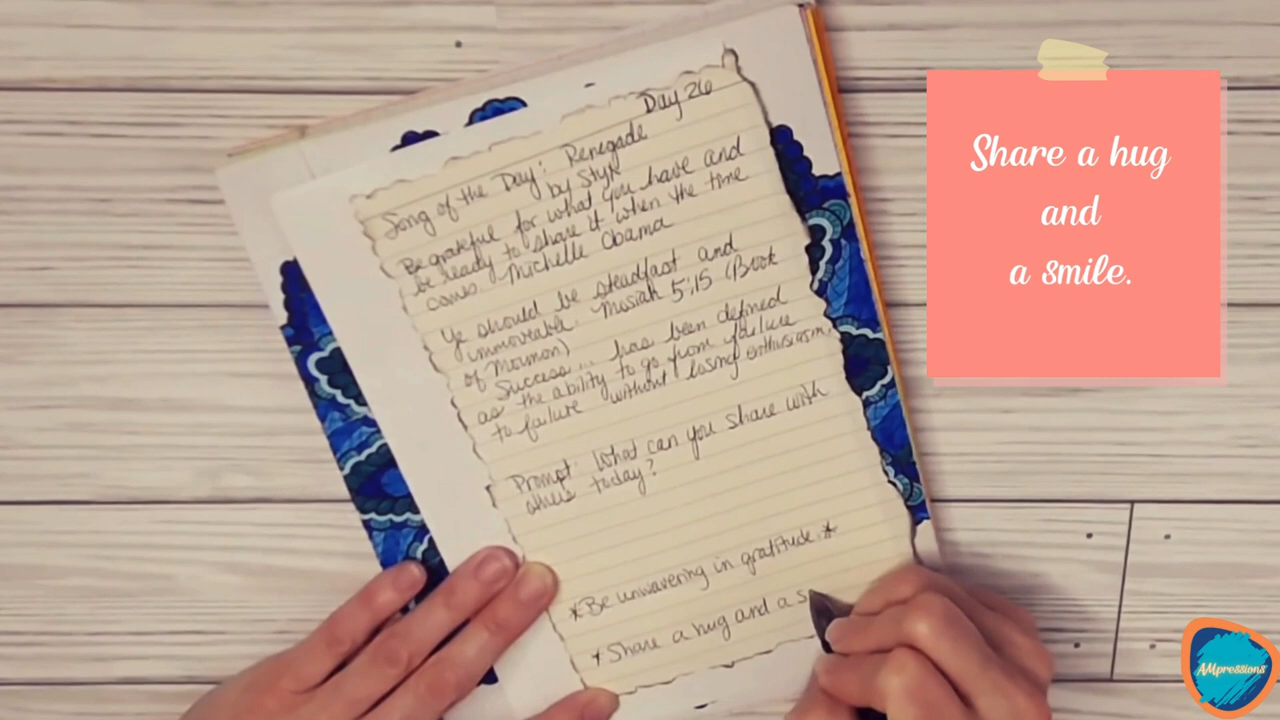 Day 26
Song of the Day: Renegade
by Styx
Be grateful for what you have and
be ready to share it when the time
comes. Michelle Obama
Ye should be steadfast and
immovable. Mosiah 5:15 (Book
of Mormon)
Success... has been defined
as the ability to go from failure
to failure without losing enthusiasm.
Prompt: What can you share with
others today?
*Be unwavering in gratitude.*
*Share a hug and a s
Share a hug
and
a smile.
AMpressions